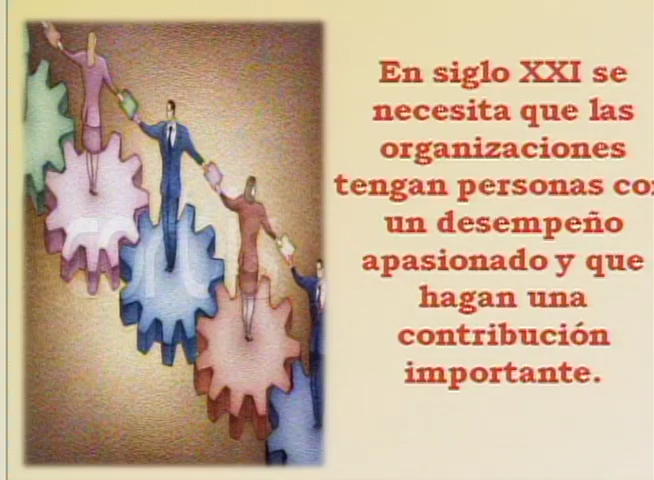 En siglo XXI se
necesita que las
organizaciones
tengan personas co
un desempeño
apasionado y que
hagan una
contribución
importante.